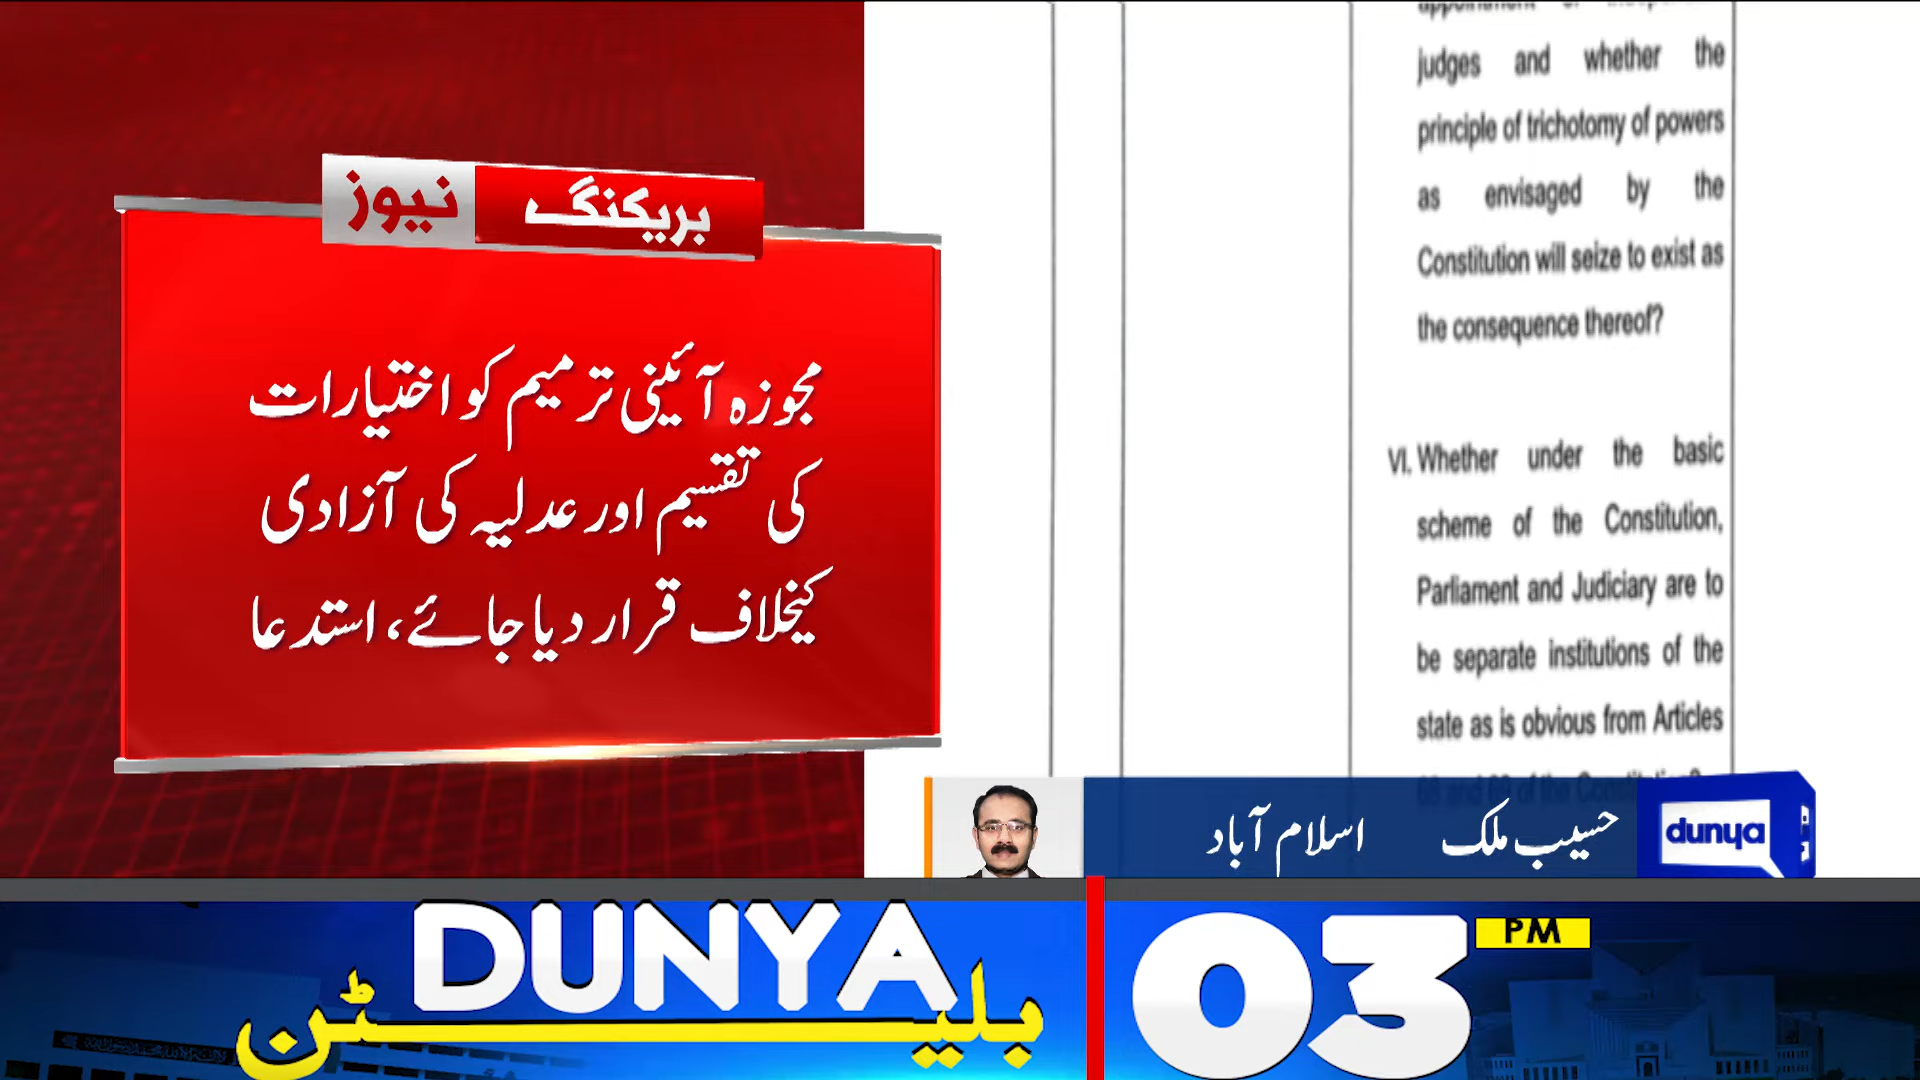 بریکنگ نیوز
مجوزہ آئینی ترمیم کو اختیارات
کی تقسیم اور عدلیہ کی آزادی
کیخلاف قرار دیا جائے، استدعا
judges and whether the
principle of trichotomy of powers
as envisaged by the
Constitution will seize to exist as
the consequence thereof?
VI. Whether under the basic
scheme of the Constitution,
Parliament and Judiciary are to
be separate institutions of the
state as is obvious from Articles
حسیب ملک اسلام آباد
dunya
DUNYA
بلیٹن
03 PM